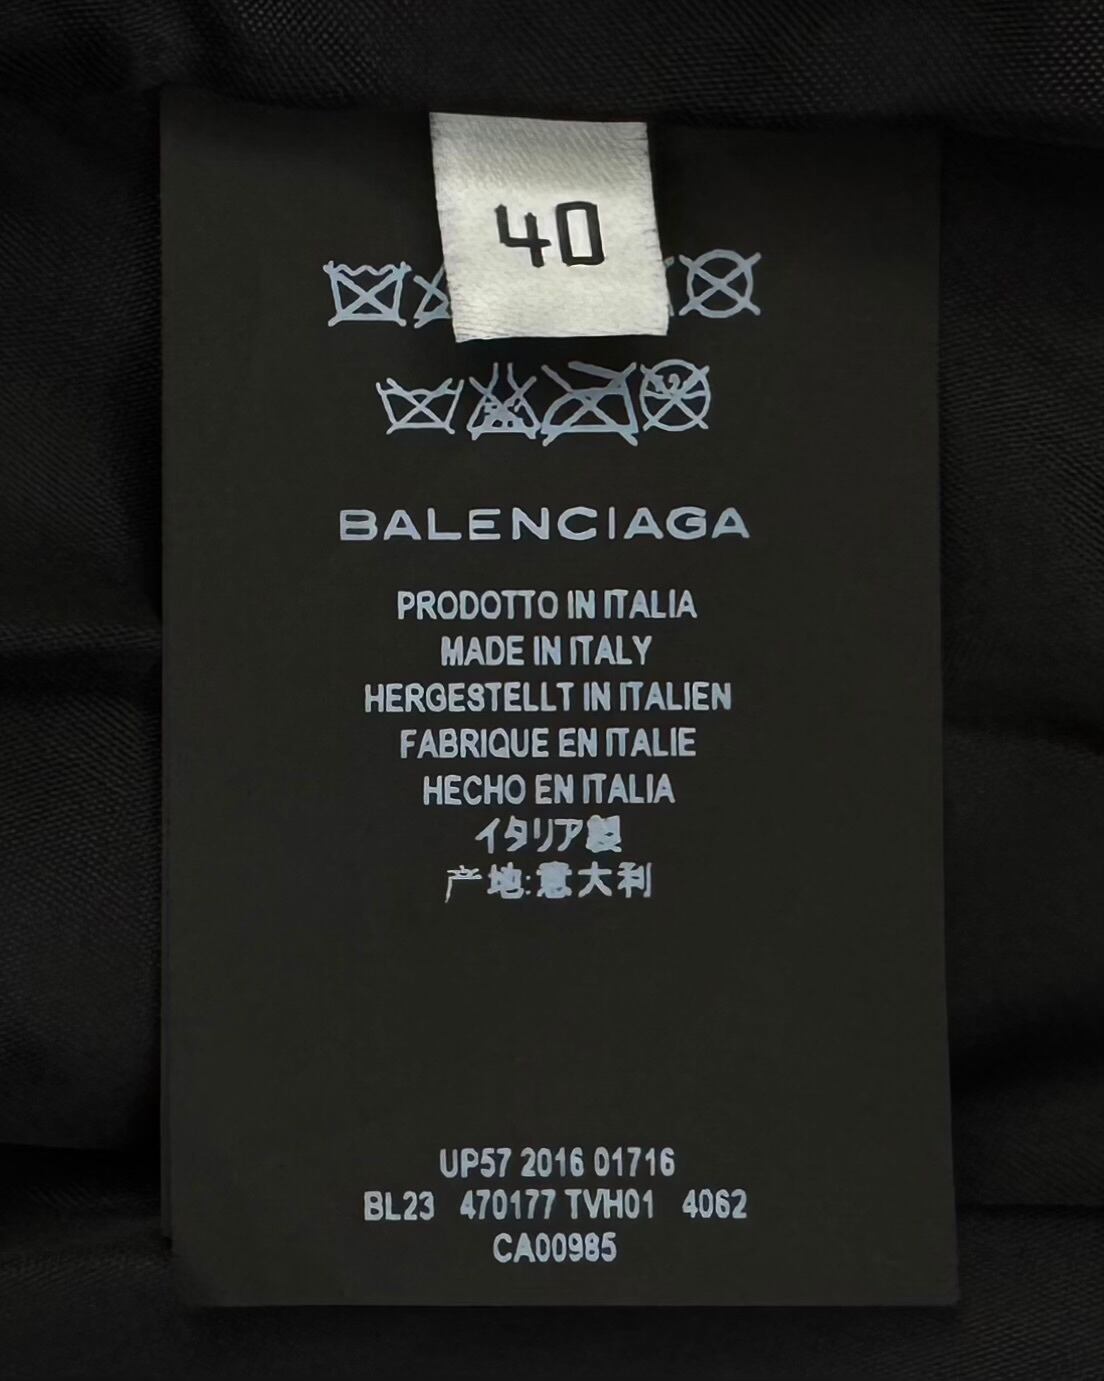 40
BALENCIAGA
PRODOTTO IN ITALIA
MADE IN ITALY
HERGESTELLT IN ITALIEN
FABRIQUE EN ITALIE
HECHO EN ITALIA
イタリア製
产地:意大利
UP57 2016 01716
BL23 470177 TVH01 4062
CA00985